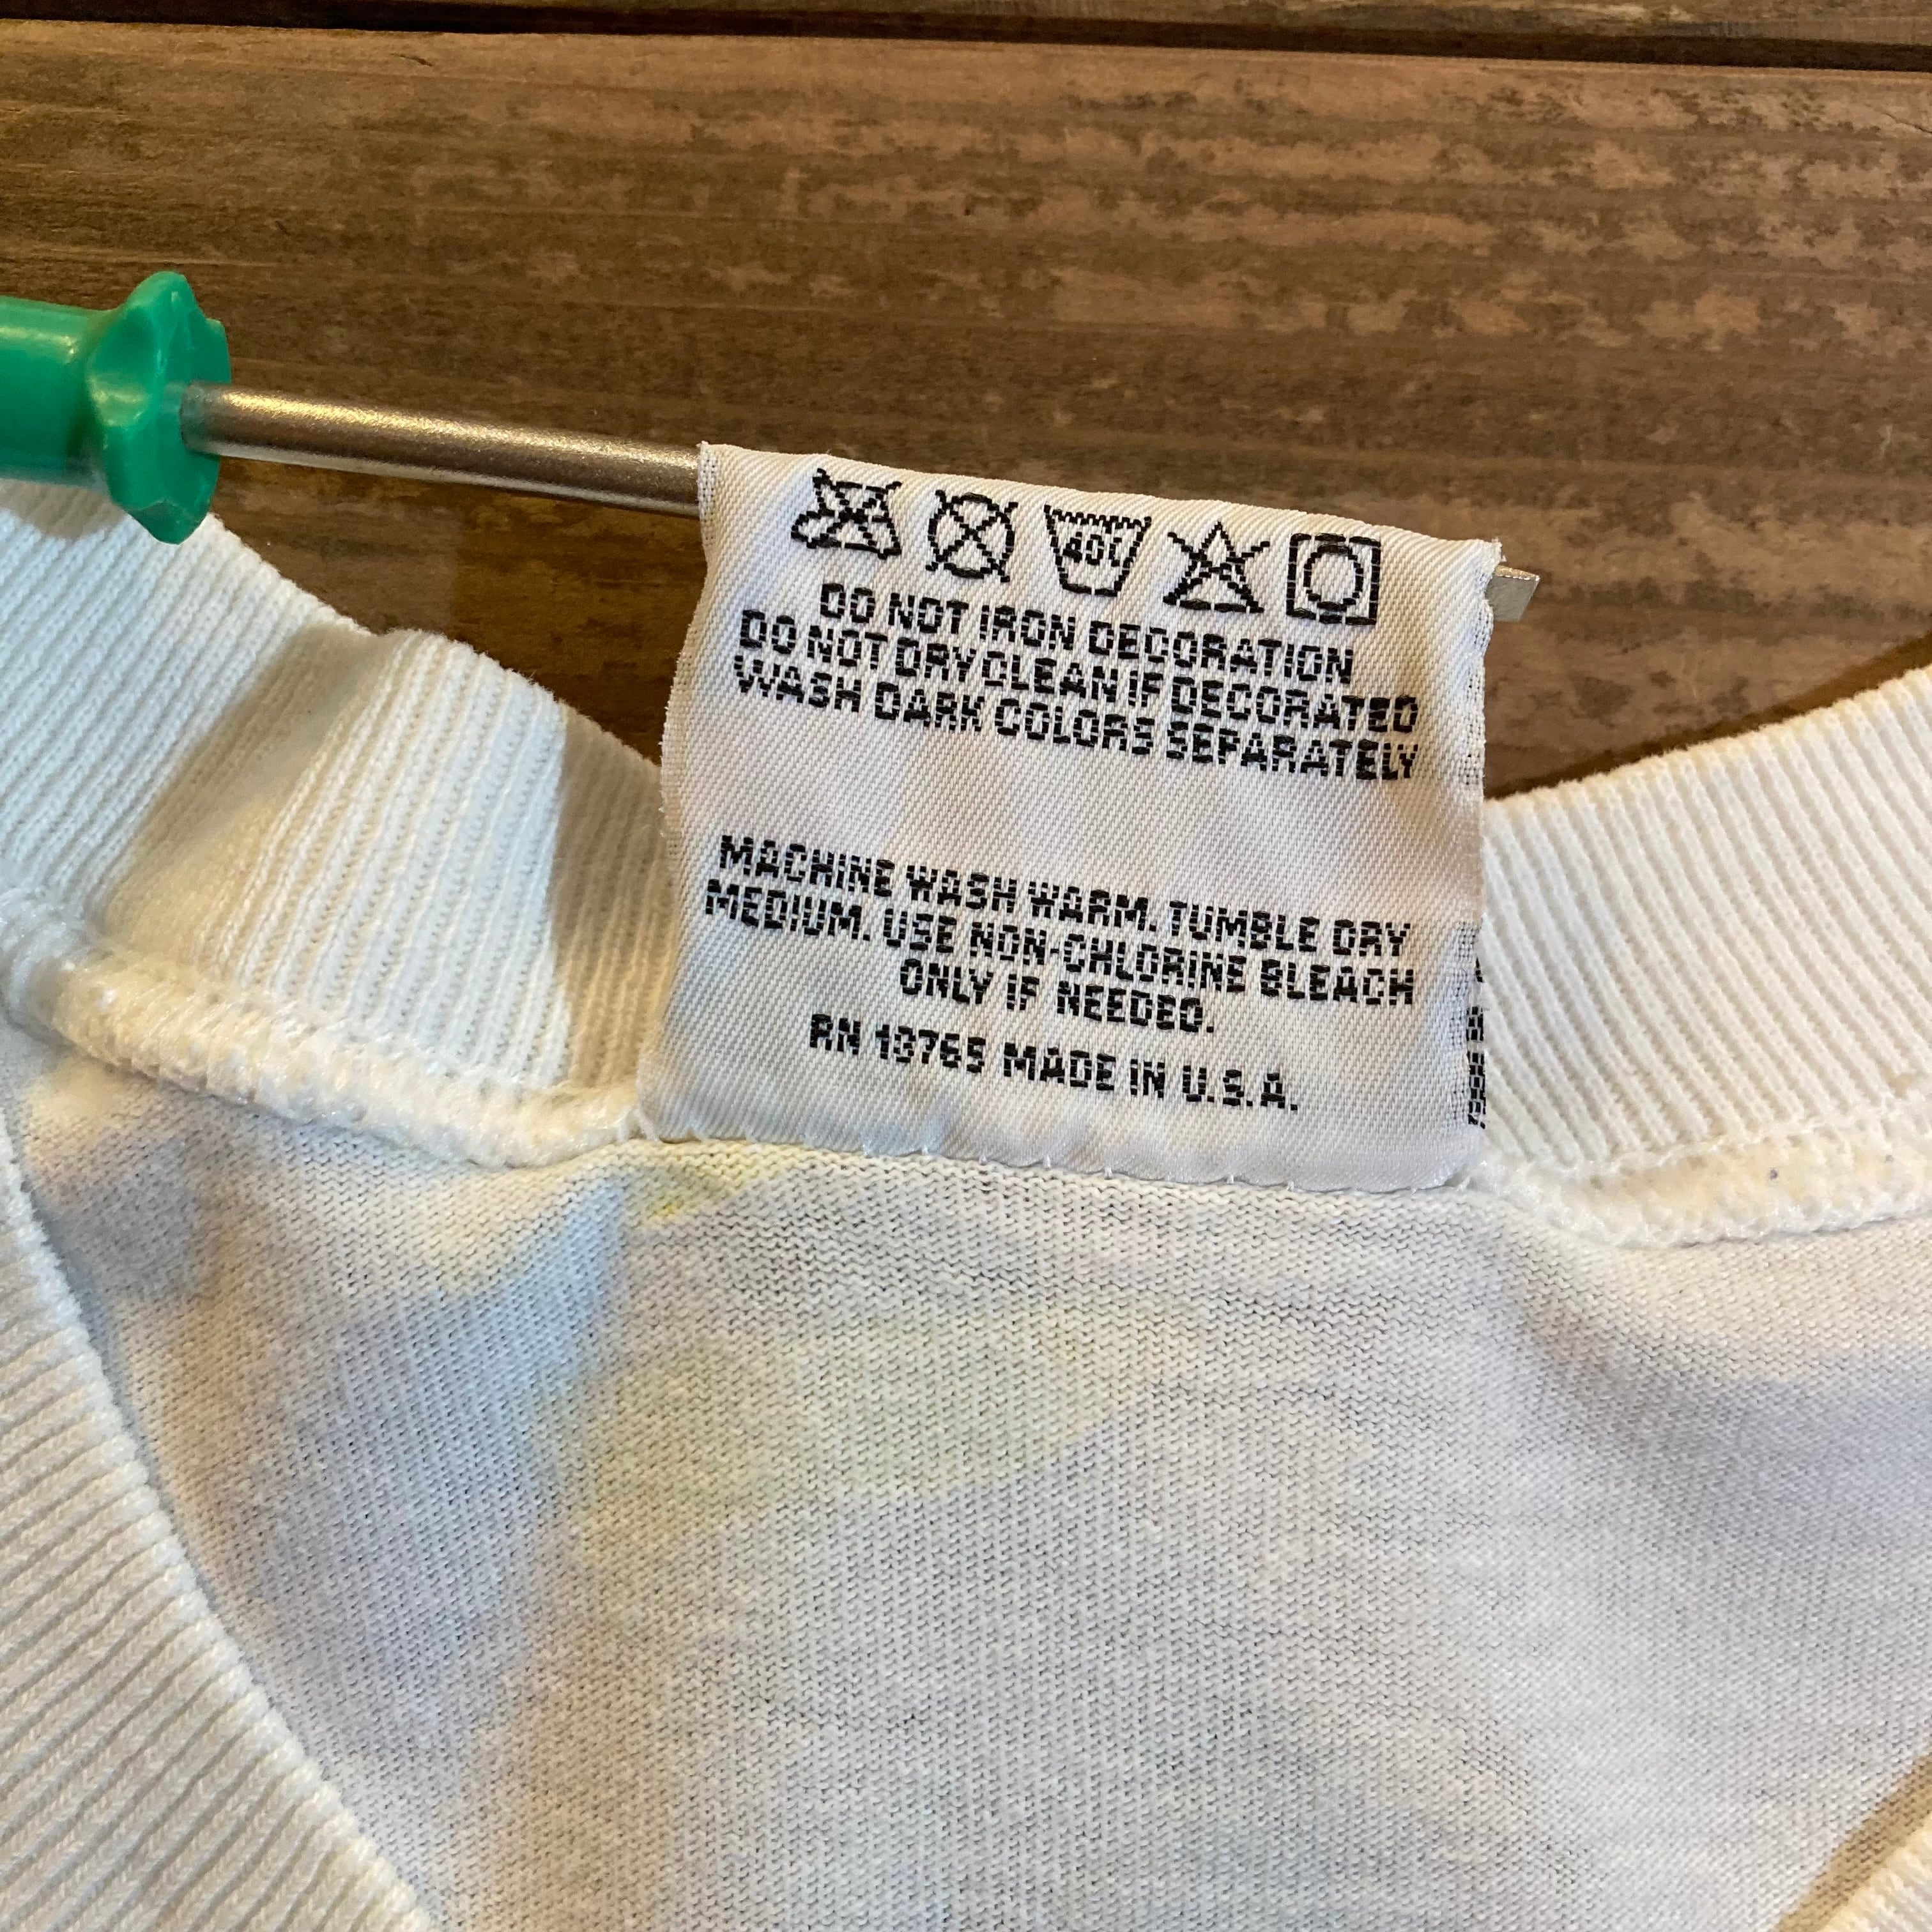 40C
DO NOT IRON DECORATION
DO NOT DRY CLEAN IF DECORATED
WASH DARK COLORS SEPARATELY
MACHINE WASH WARM. TUMBLE DRY
MEDIUM. USE NON-CHLORINE BLEACH
ONLY IF NEEDED.
RN 13765 MADE IN U.S.A.